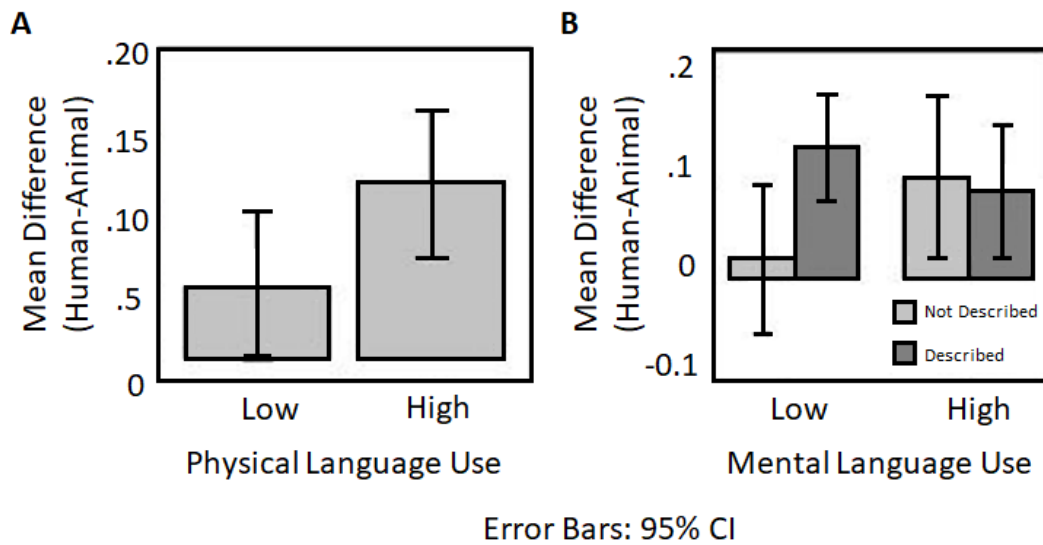 A
Mean Difference
(Human-Animal)
.20
.15
.10
.5
0
Low High
Physical Language Use
B
Mean Difference
(Human-Animal)
.2
.1
0
-0.1
Not Described
Described
Low High
Mental Language Use
Error Bars: 95% CI